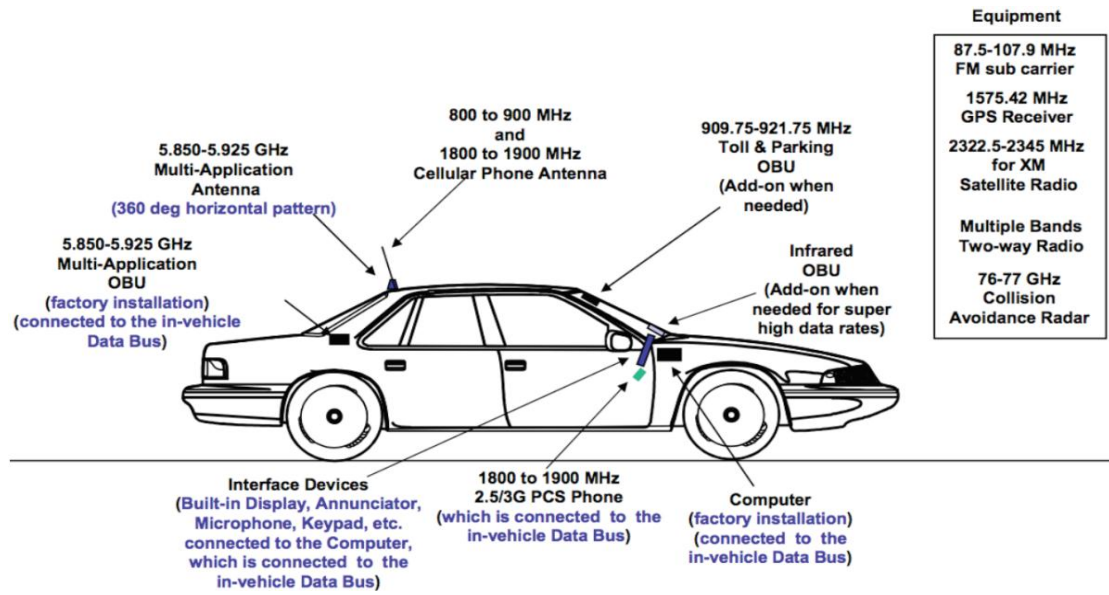 Equipment
87.5-107.9 MHz
FM sub carrier
1575.42 MHz
GPS Receiver
2322.5-2345 MHz
for XM
Satellite Radio
Multiple Bands
Two-way Radio
76-77 GHz
Collision
Avoidance Radar
800 to 900 MHz
and
1800 to 1900 MHz
Cellular Phone Antenna
909.75-921.75 MHz
Toll & Parking
OBU
(Add-on when
needed)
5.850-5.925 GHz
Multi-Application
Antenna
(360 deg horizontal pattern)
5.850-5.925 GHz
Multi-Application
OBU
(factory installation)
(connected to the in-vehicle
Data Bus)
Infrared
OBU
(Add-on when
needed for super
high data rates)
Interface Devices
(Built-in Display, Annunciator,
Microphone, Keypad, etc.
connected to the Computer,
which is connected to the
in-vehicle Data Bus)
1800 to 1900 MHz
2.5/3G PCS Phone
(which is connected to the
in-vehicle Data Bus)
Computer
(factory installation)
(connected to the
in-vehicle Data Bus)